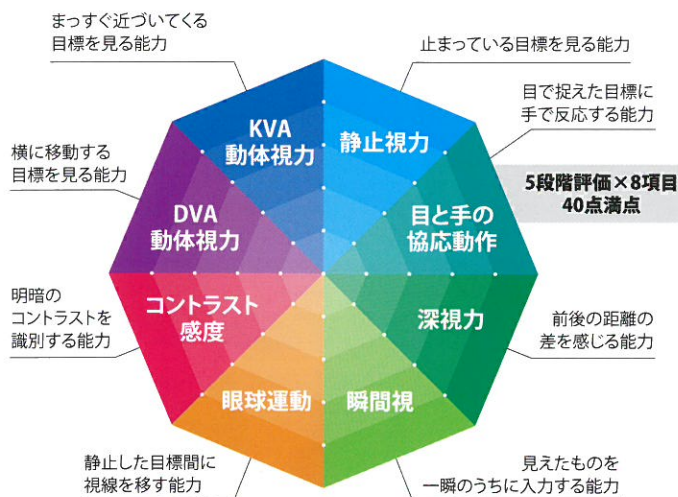 まっすぐ近づいてくる
目標を見る能力
止まっている目標を見る能力
目で捉えた目標に
手で反応する能力
KVA
動体視力
静止視力
横に移動する
目標を見る能力
5段階評価×8項目
40点満点
DVA
動体視力
目と手の
協応動作
明暗の
コントラストを
識別する能力
コントラスト
感度
深視力
前後の距離の
差を感じる能力
眼球運動
瞬間視
静止した目標間に
視線を移す能力
見えたものを
一瞬のうちに入力する能力